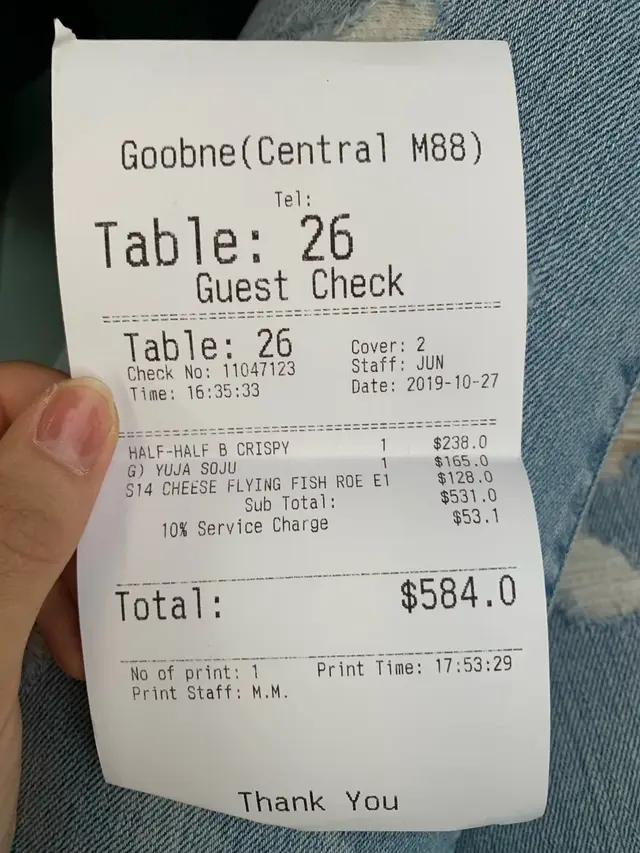 Goobne(Central M88)
Tel:
Table: 26
Guest Check
Table: 26
Cover: 2
Check No: 11047123
Staff: JUN
Time: 16:35:33
Date: 2019-10-27
HALF-HALF B CRISPY 1 $238.0
G) YUJA SOJU 1 $165.0
S14 CHEESE FLYING FISH ROE E1 $128.0
Sub Total: $531.0
10% Service Charge $53.1
Total: $584.0
No of print: 1 Print Time: 17:53:29
Print Staff: M.M.
Thank You